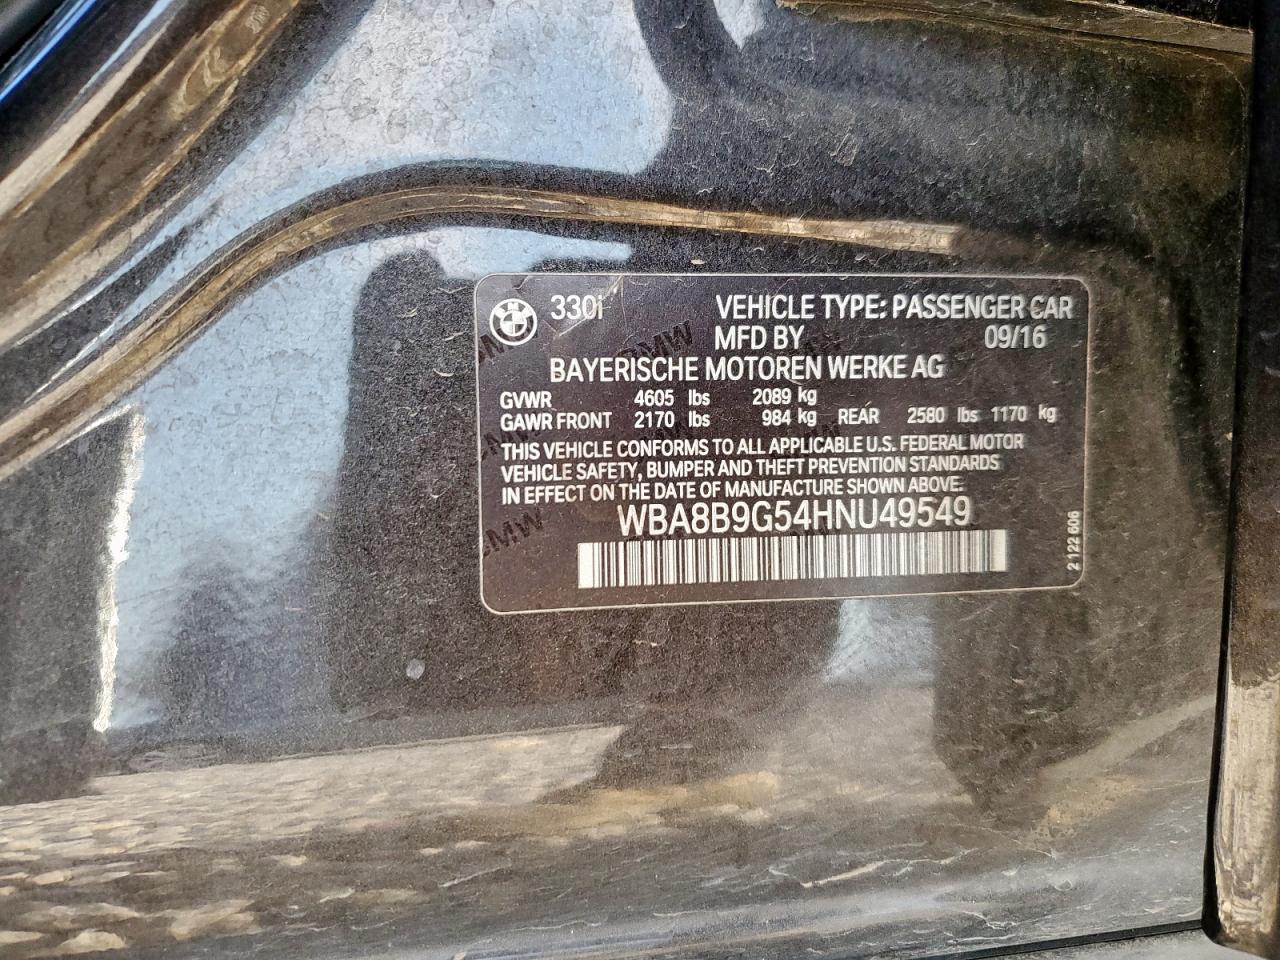 330i VEHICLE TYPE: PASSENGER CAR
MFD BY 09/16
BAYERISCHE MOTOREN WERKE AG
GVWR 4605 lbs 2089 kg
GAWR FRONT 2170 lbs 984 kg REAR 2580 lbs 1170 kg
THIS VEHICLE CONFORMS TO ALL APPLICABLE U.S. FEDERAL MOTOR
VEHICLE SAFETY, BUMPER AND THEFT PREVENTION STANDARDS
IN EFFECT ON THE DATE OF MANUFACTURE SHOWN ABOVE.
WBA8B9G54HNU49549
2 122 606
BMW
BMW
BMW